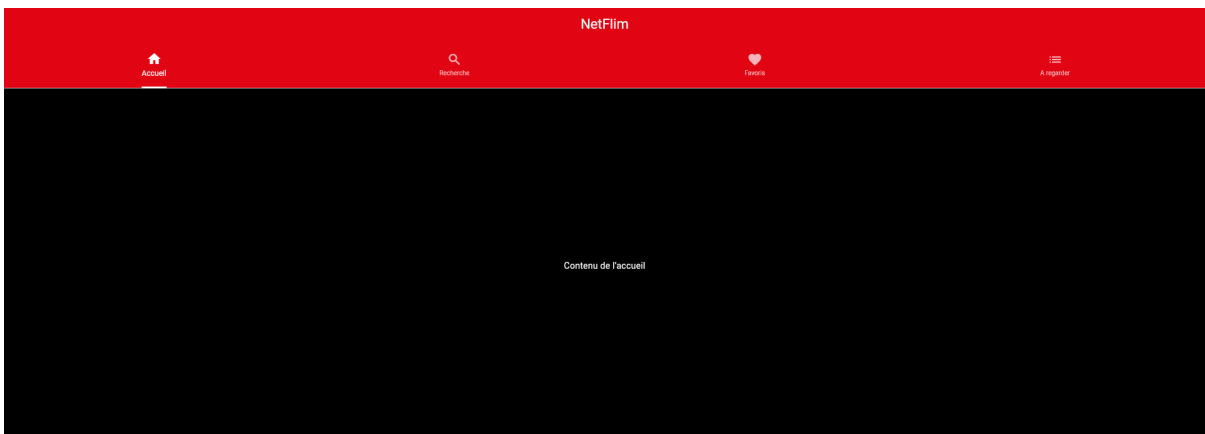 NetFlim
Accueil
Recherche
Favoris
A regarder
Contenu de l'accueil